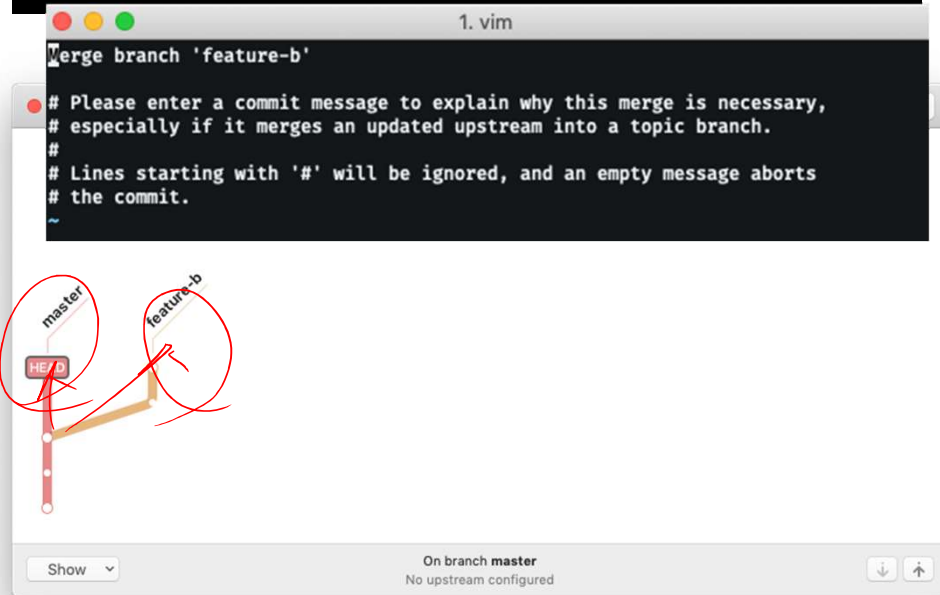 1. vim
Merge branch 'feature-b'
# Please enter a commit message to explain why this merge is necessary,
# especially if it merges an updated upstream into a topic branch.
#
# Lines starting with '#' will be ignored, and an empty message aborts
# the commit.
~
master
feature-b
HEAD
Show
On branch master
No upstream configured